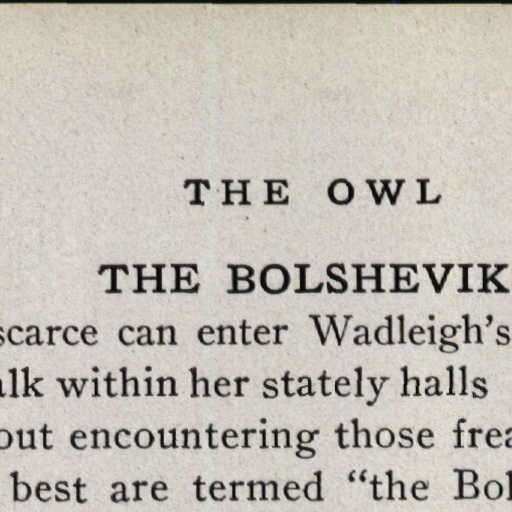 THE OWL
THE BOLSHEVIK
scarce can enter Wadleigh's
alk within her stately halls
out encountering those frea
best are termed "the Bol